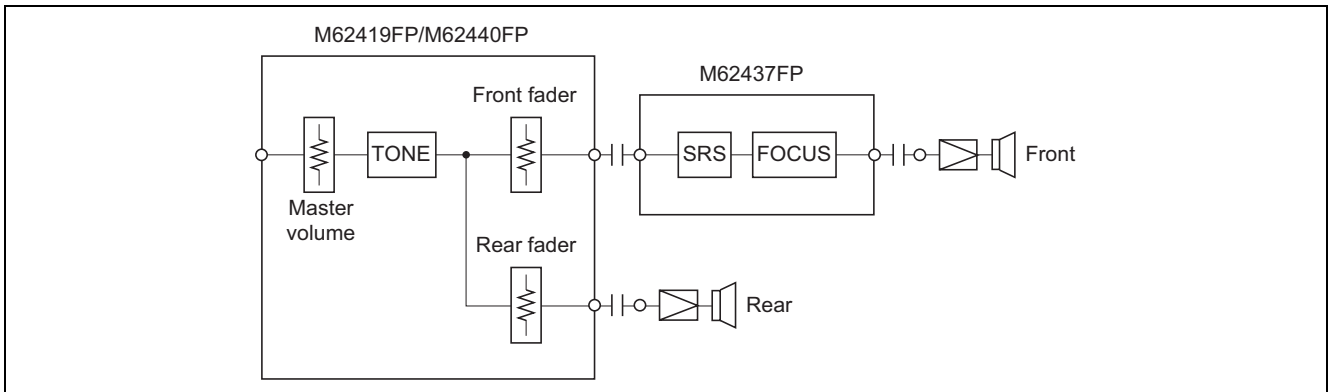 M62419FP/M62440FP
M62437FP
Front fader
TONE
SRS
FOCUS
Front
Master
volume
Rear fader
Rear